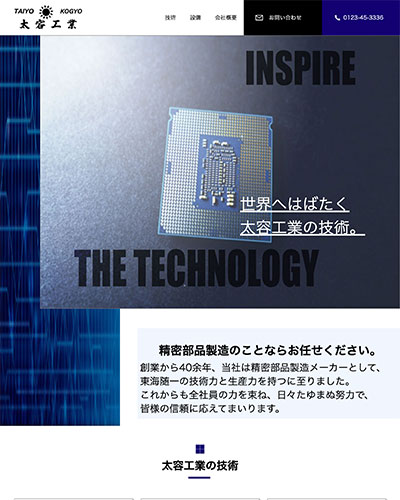 TAIYO KOGYO
太容工業
技術 設備 会社概要 お問い合わせ 0123-45-3336
INSPIRE
世界へはばたく
太容工業の技術。
THE TECHNOLOGY
精密部品製造のことならお任せください。
創業から40余年、当社は精密部品製造メーカーとして、
東海随一の技術力と生産力を持つに至りました。
これからも全社員の力を束ね、日々たゆまぬ努力で、
皆様の信頼に応えてまいります。
太容工業の技術